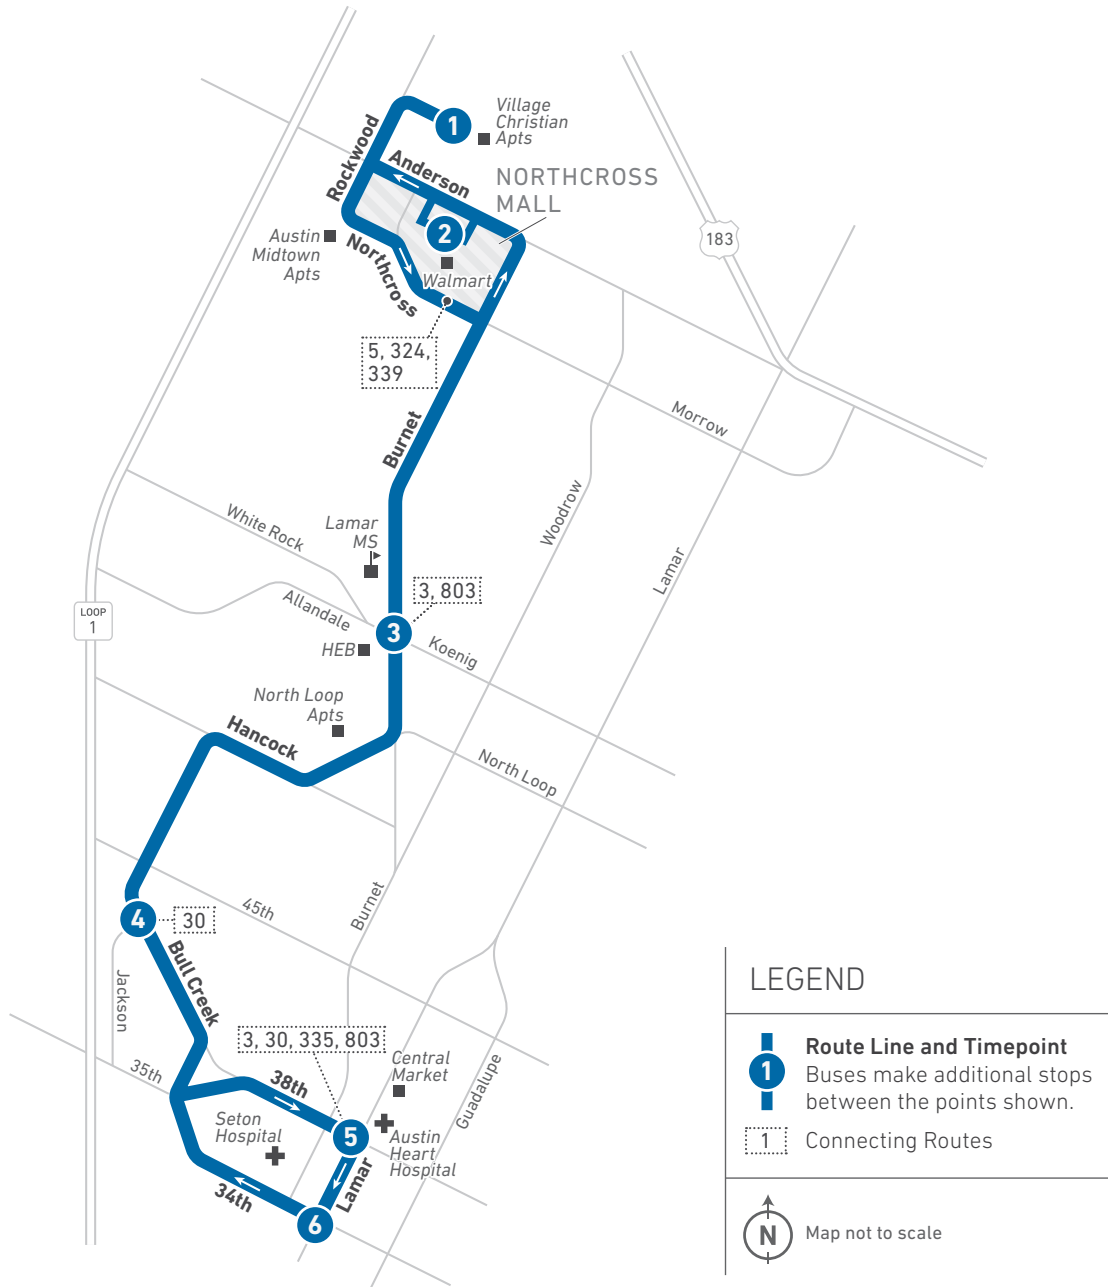 1
Village
Christian
Apts
Rockwood
Anderson
NORTHCROSS
MALL
2
Walmart
183
Austin
Midtown
Apts
Northcross
5, 324,
339
Burnet
Morrow
White Rock
Lamar
MS
Woodrow
Lamar
LOOP
1
Allandale
3, 803
3
HEB
Koenig
North Loop
Apts
Hancock
North Loop
4
30
45th
Burnet
Bull Creek
Jackson
35th
3, 30, 335, 803
38th
Central
Market
Guadalupe
Seton
Hospital
5
Austin
Heart
Hospital
34th
Lamar
6
LEGEND
1
Route Line and Timepoint
Buses make additional stops
between the points shown.
1
Connecting Routes
N
Map not to scale